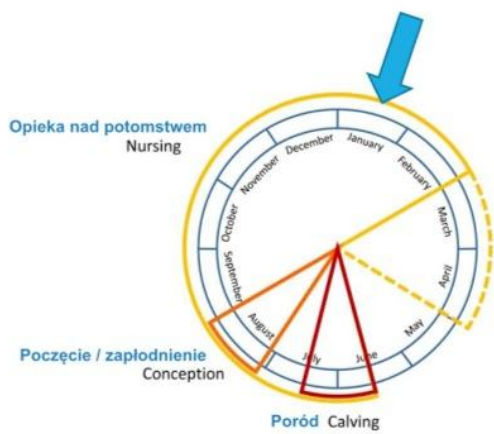 Opieka nad potomstwem
Nursing
January
February
March
April
May
June
July
August
September
October
November
December
Poczęcie / zapłodnienie
Conception
Poród Calving